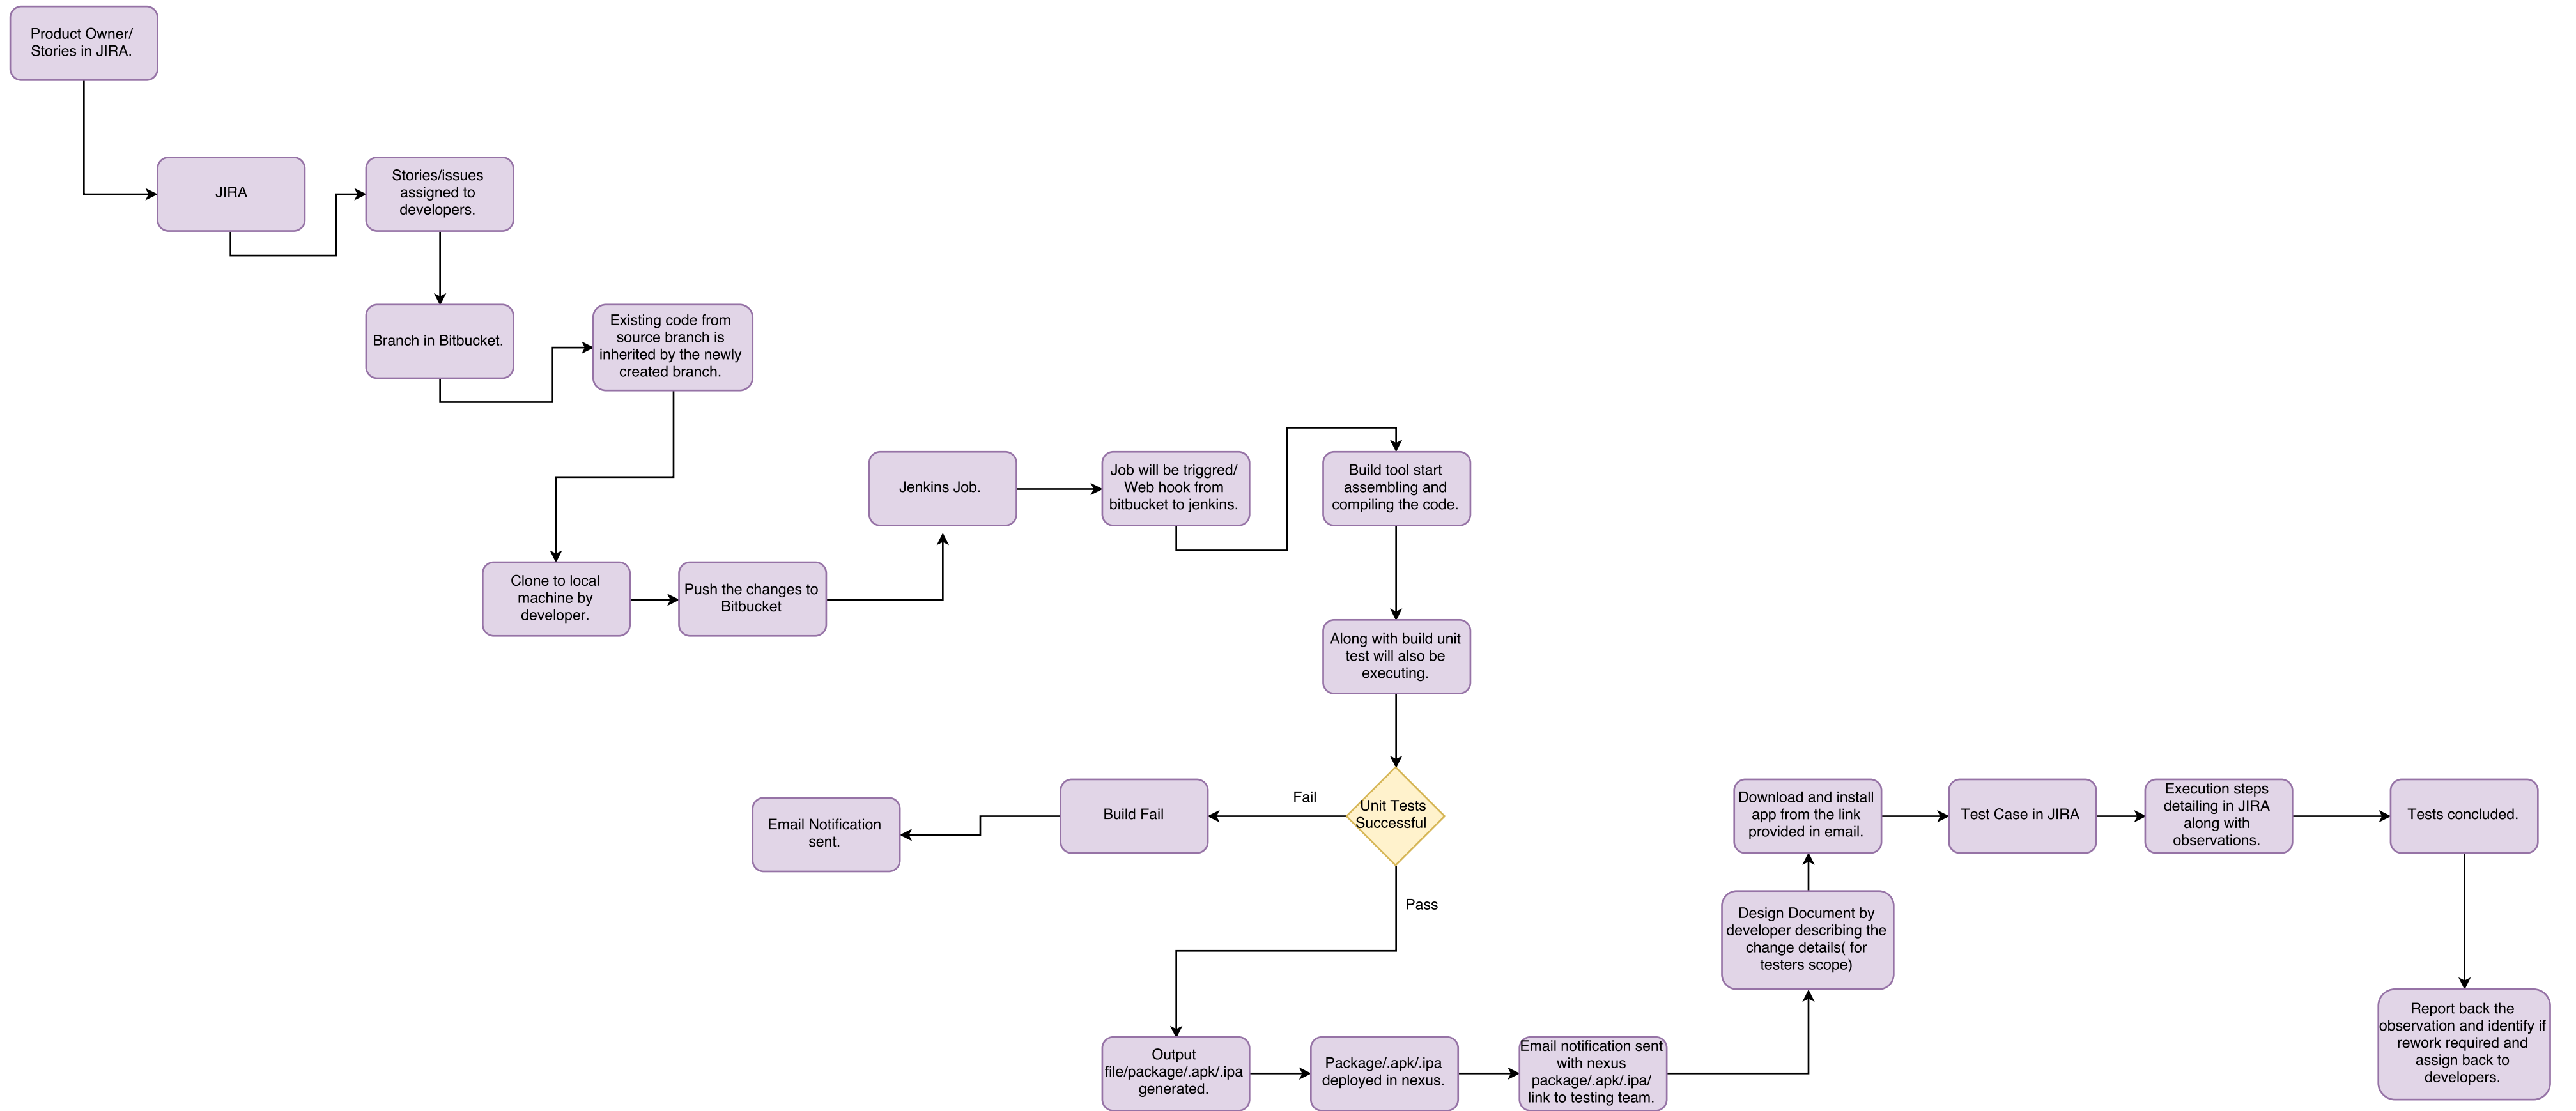 Product Owner/
Stories in JIRA.
JIRA
Stories/issues
assigned to
developers.
Branch in Bitbucket.
Existing code from
source branch is
inherited by the newly
created branch.
Clone to local
machine by
developer.
Push the changes to
Bitbucket
Jenkins Job.
Job will be triggred/
Web hook from
bitbucket to jenkins.
Build tool start
assembling and
compiling the code.
Along with build unit
test will also be
executing.
Unit Tests
Successful
Fail
Build Fail
Email Notification
sent.
Pass
Output
file/package/.apk/.ipa
generated.
Package/.apk/.ipa
deployed in nexus.
Email notification sent
with nexus
package/.apk/.ipa/
link to testing team.
Design Document by
developer describing the
change details( for
testers scope)
Download and install
app from the link
provided in email.
Test Case in JIRA
Execution steps
detailing in JIRA
along with
observations.
Tests concluded.
Report back the
observation and identify if
rework required and
assign back to
developers.